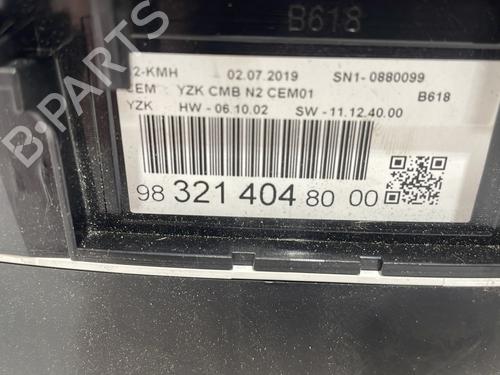 B618
2-KMH 02.07.2019 SN1- 0880099
CEM YZK CMB N2 CEM01 B618
YZK HW - 06.10.02 SW - 11.12.40.00
98 321 404 80 00
B-PARTS